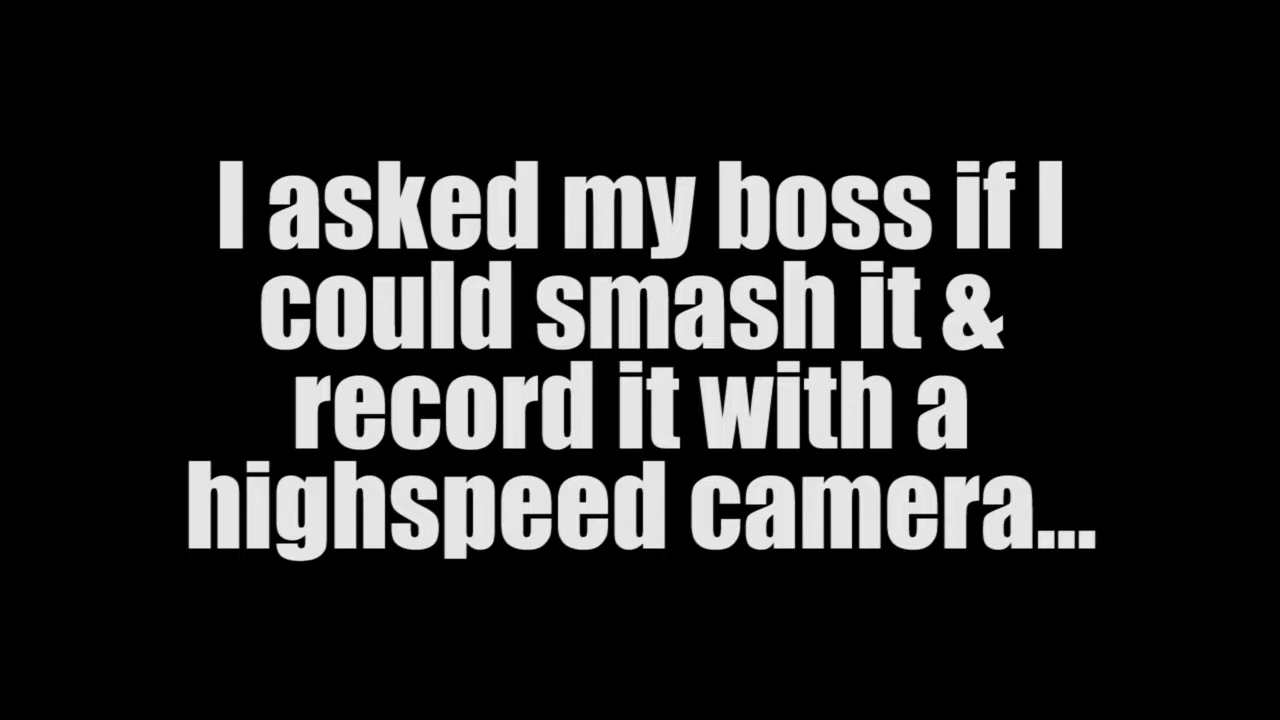 I asked my boss if I
could smash it &
record it with a
highspeed camera...